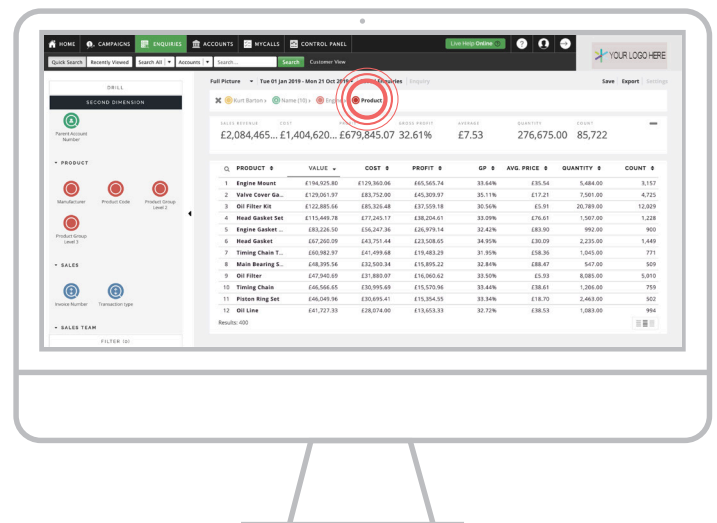 HOME CAMPAIGNS ENQUIRIES ACCOUNTS MYCALLS CONTROL PANEL Live Help Online
YOUR LOGO HERE
Quick Search Recently Viewed Search All Accounts Search... Search Customer View
DRILL
SECOND DIMENSION
Parent Account
Number
PRODUCT
Manufacturer Product Code Product Group
Level 2
Product Group
Level 3
SALES
Invoice Number Transaction type
SALES TEAM
FILTER (0)
Full Picture Tue 01 Jan 2019 - Mon 21 Oct 2019 Enquiries Enquiry Save Export Settings
Kurt Barton Name (10) Product
SALES REVENUE COST GROSS PROFIT AVERAGE QUANTITY COUNT
£2,084,465... £1,404,620... £679,845.07 32.61% £7.53 276,675.00 85,722
PRODUCT VALUE COST PROFIT GP AVG. PRICE QUANTITY COUNT
1 Engine Mount £194,925.80 £129,360.06 £65,565.74 33.64% £35.54 5,484.00 3,157
2 Valve Cover Ga... £129,061.97 £83,752.00 £45,309.97 35.11% £17.21 7,501.00 4,725
3 Oil Filter Kit £122,885.66 £85,326.48 £37,559.18 30.56% £5.91 20,789.00 12,029
4 Head Gasket Set £115,449.78 £77,245.17 £38,204.61 33.09% £76.61 1,507.00 1,228
5 Engine Gasket ... £83,226.50 £56,247.36 £26,979.14 32.42% £83.90 992.00 900
6 Head Gasket £67,260.09 £43,751.44 £23,508.65 34.95% £30.09 2,235.00 1,449
7 Timing Chain T... £60,982.97 £41,499.68 £19,483.29 31.95% £58.36 1,045.00 771
8 Main Bearing S... £48,395.56 £32,500.34 £15,895.22 32.84% £88.47 547.00 509
9 Oil Filter £47,940.69 £31,880.07 £16,060.62 33.50% £5.93 8,085.00 5,010
10 Timing Chain £46,566.65 £30,995.69 £15,570.96 33.44% £38.61 1,206.00 759
11 Piston Ring Set £46,049.96 £30,695.41 £15,354.55 33.34% £18.70 2,463.00 502
12 Oil Line £41,727.33 £28,074.00 £13,653.33 32.72% £38.53 1,083.00 994
Results: 400